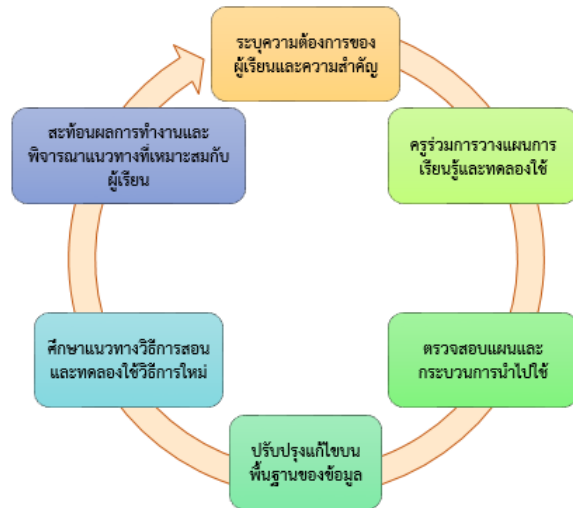 ระบุความต้องการของ
ผู้เรียนและความสำคัญ
ครูร่วมการวางแผนการ
เรียนรู้และทดลองใช้
ตรวจสอบแผนและ
กระบวนการนำไปใช้
ปรับปรุงแก้ไขบน
พื้นฐานของข้อมูล
ศึกษาแนวทางวิธีการสอน
และทดลองใช้วิธีการใหม่
สะท้อนผลการทำงานและ
พิจารณาแนวทางที่เหมาะสมกับ
ผู้เรียน